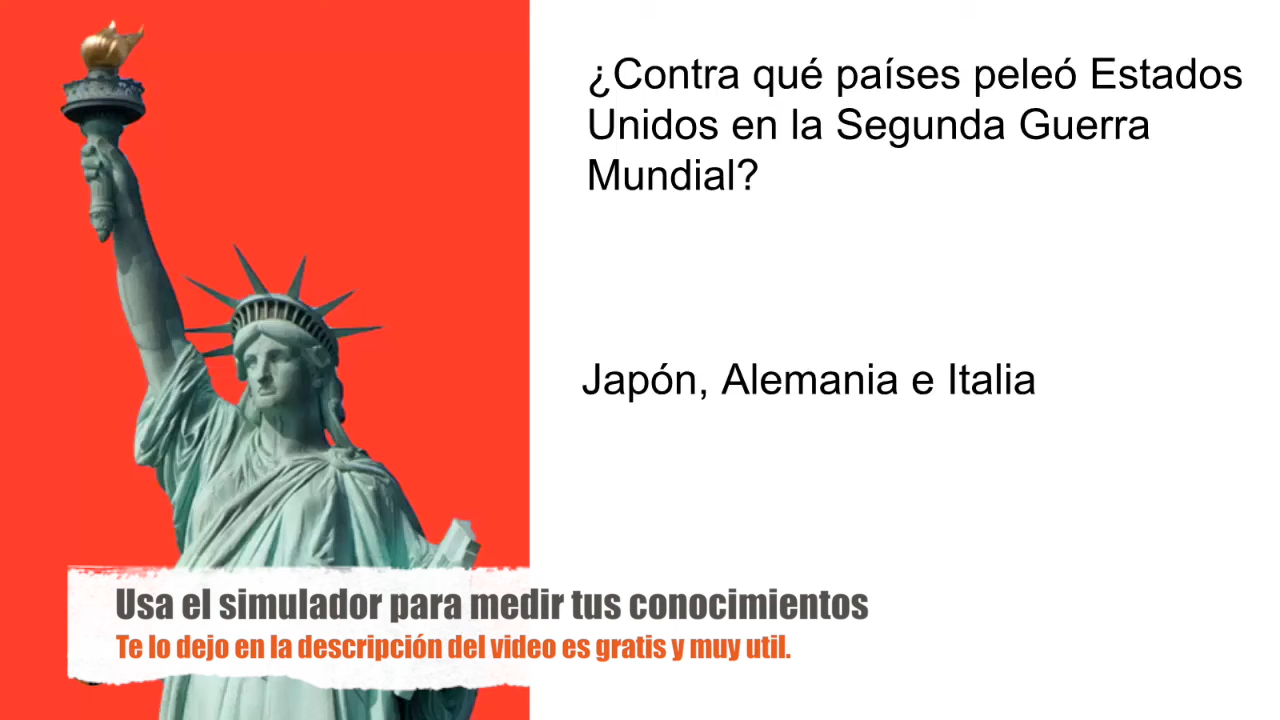 ¿Contra qué países peleó Estados
Unidos en la Segunda Guerra
Mundial?
Japón, Alemania e Italia
Usa el simulador para medir tus conocimientos
Te lo dejo en la descripción del video es gratis y muy util.